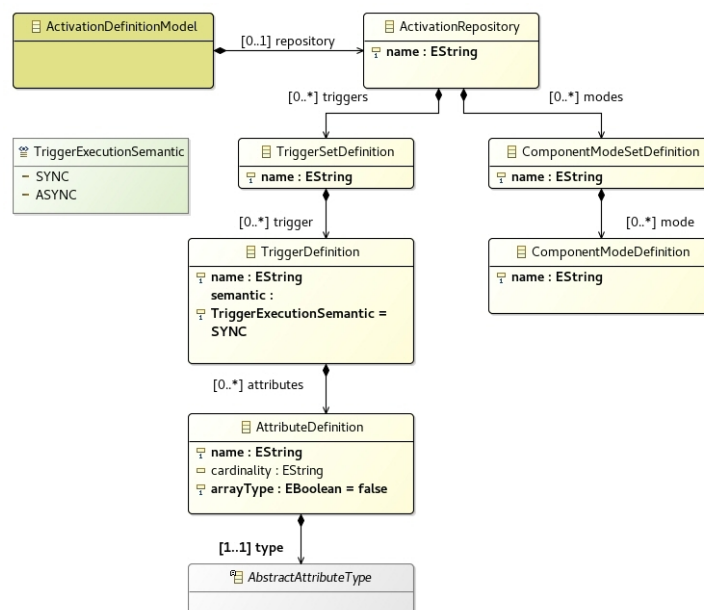 ActivationDefinitionModel
[0..1] repository
ActivationRepository
name : EString
[0..*] triggers
[0..*] modes
TriggerExecutionSemantic
SYNC
ASYNC
TriggerSetDefinition
name : EString
ComponentModeSetDefinition
name : EString
[0..*] trigger
[0..*] mode
TriggerDefinition
name : EString
semantic :
TriggerExecutionSemantic =
SYNC
ComponentModeDefinition
name : EString
[0..*] attributes
AttributeDefinition
name : EString
cardinality : EString
arrayType : EBoolean = false
[1..1] type
AbstractAttributeType